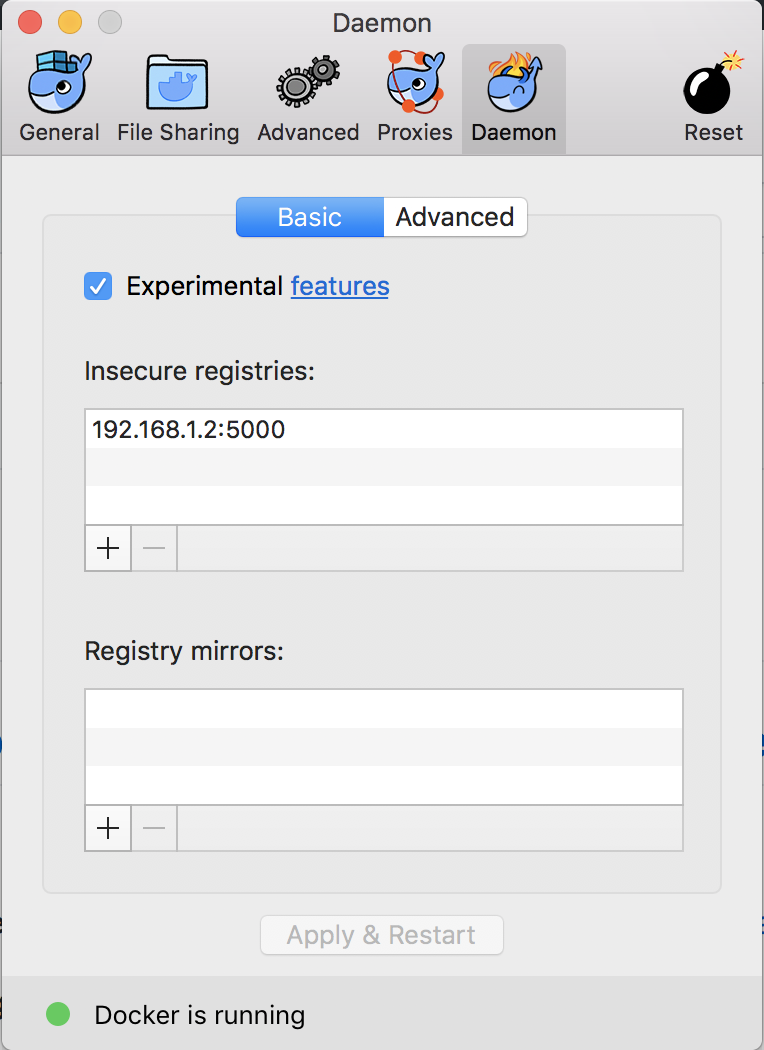 Daemon
General File Sharing Advanced Proxies Daemon Reset
Basic Advanced
Experimental features
Insecure registries:
192.168.1.2:5000
Registry mirrors:
Apply & Restart
Docker is running